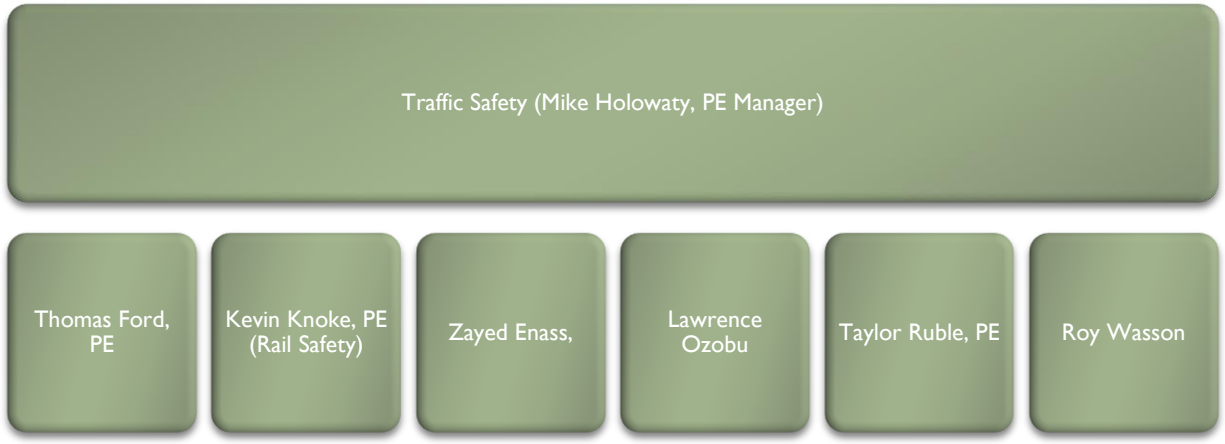 Traffic Safety (Mike Holowaty, PE Manager)
Thomas Ford,
PE
Kevin Knoke, PE
(Rail Safety)
Zayed Enass,
Lawrence
Ozobu
Taylor Ruble, PE
Roy Wasson